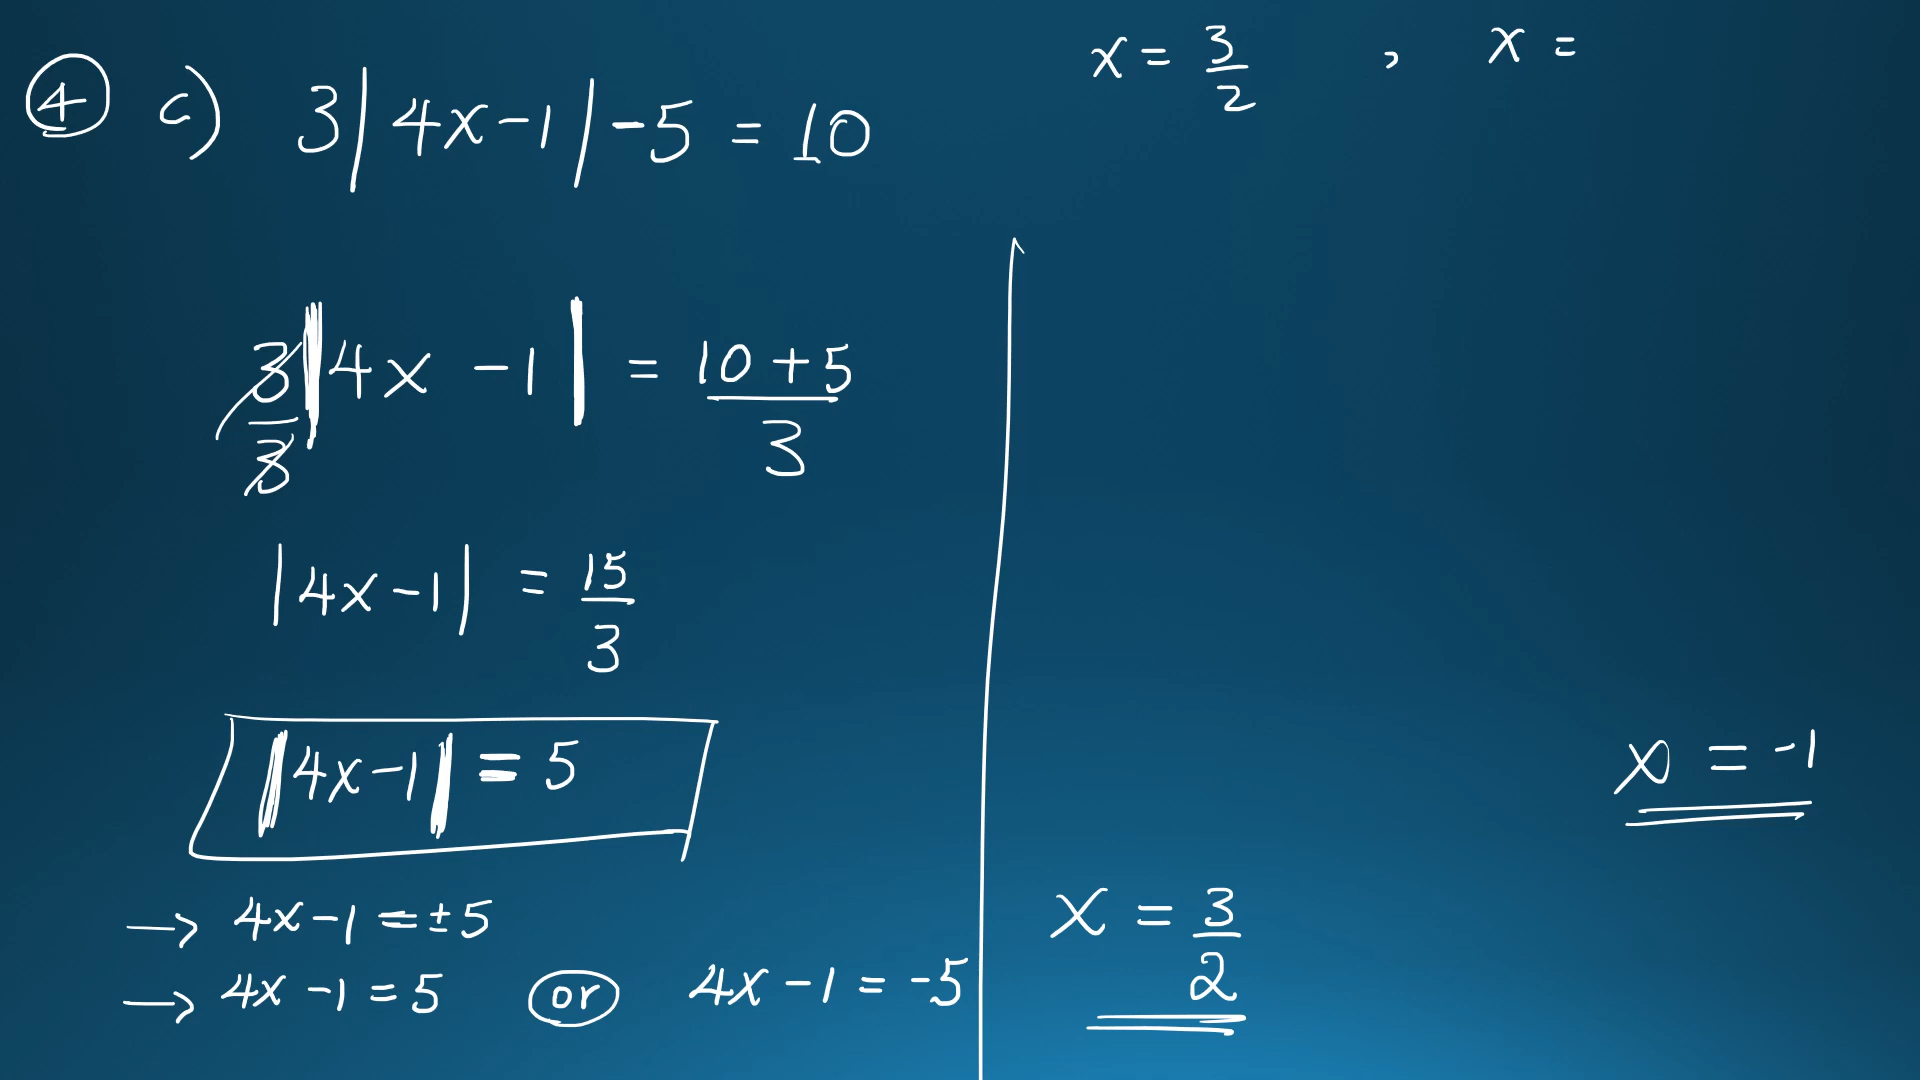 ④ c) 3|4x-1|-5 = 10
x = 3/2 , x =
3/3 |4x - 1| = (10+5)/3
|4x-1| = 15/3
|4x-1| = 5
→ 4x-1 = ±5
→ 4x-1 = 5 or 4x-1 = -5
x = 3/2
x = -1